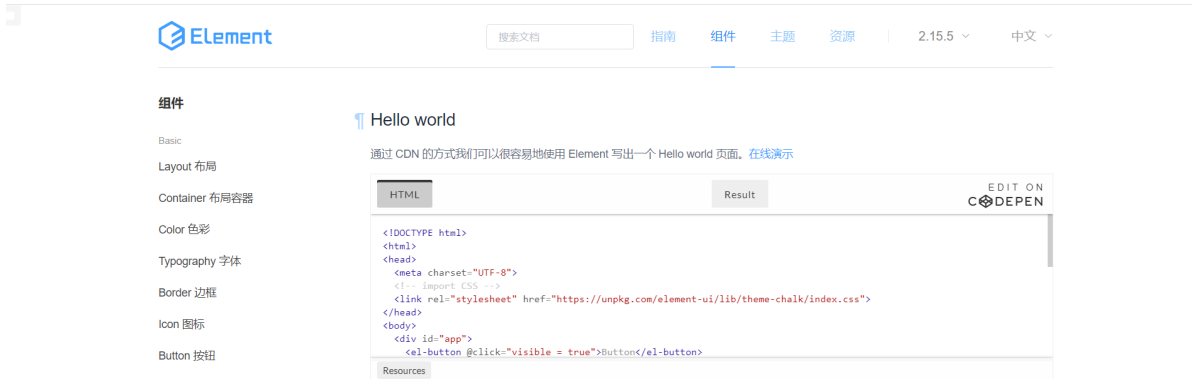 Element
搜索文档
指南
组件
主题
资源
2.15.5
中文
组件
Basic
Layout 布局
Container 布局容器
Color 色彩
Typography 字体
Border 边框
Icon 图标
Button 按钮
¶ Hello world
通过 CDN 的方式我们可以很容易地使用 Element 写出一个 Hello world 页面。在线演示
HTML
Result
EDIT ON
CODEPEN
<!DOCTYPE html>
<html>
<head>
<meta charset="UTF-8">
<!-- import CSS -->
<link rel="stylesheet" href="https://unpkg.com/element-ui/lib/theme-chalk/index.css">
</head>
<body>
<div id="app">
<el-button @click="visible = true">Button</el-button>
Resources